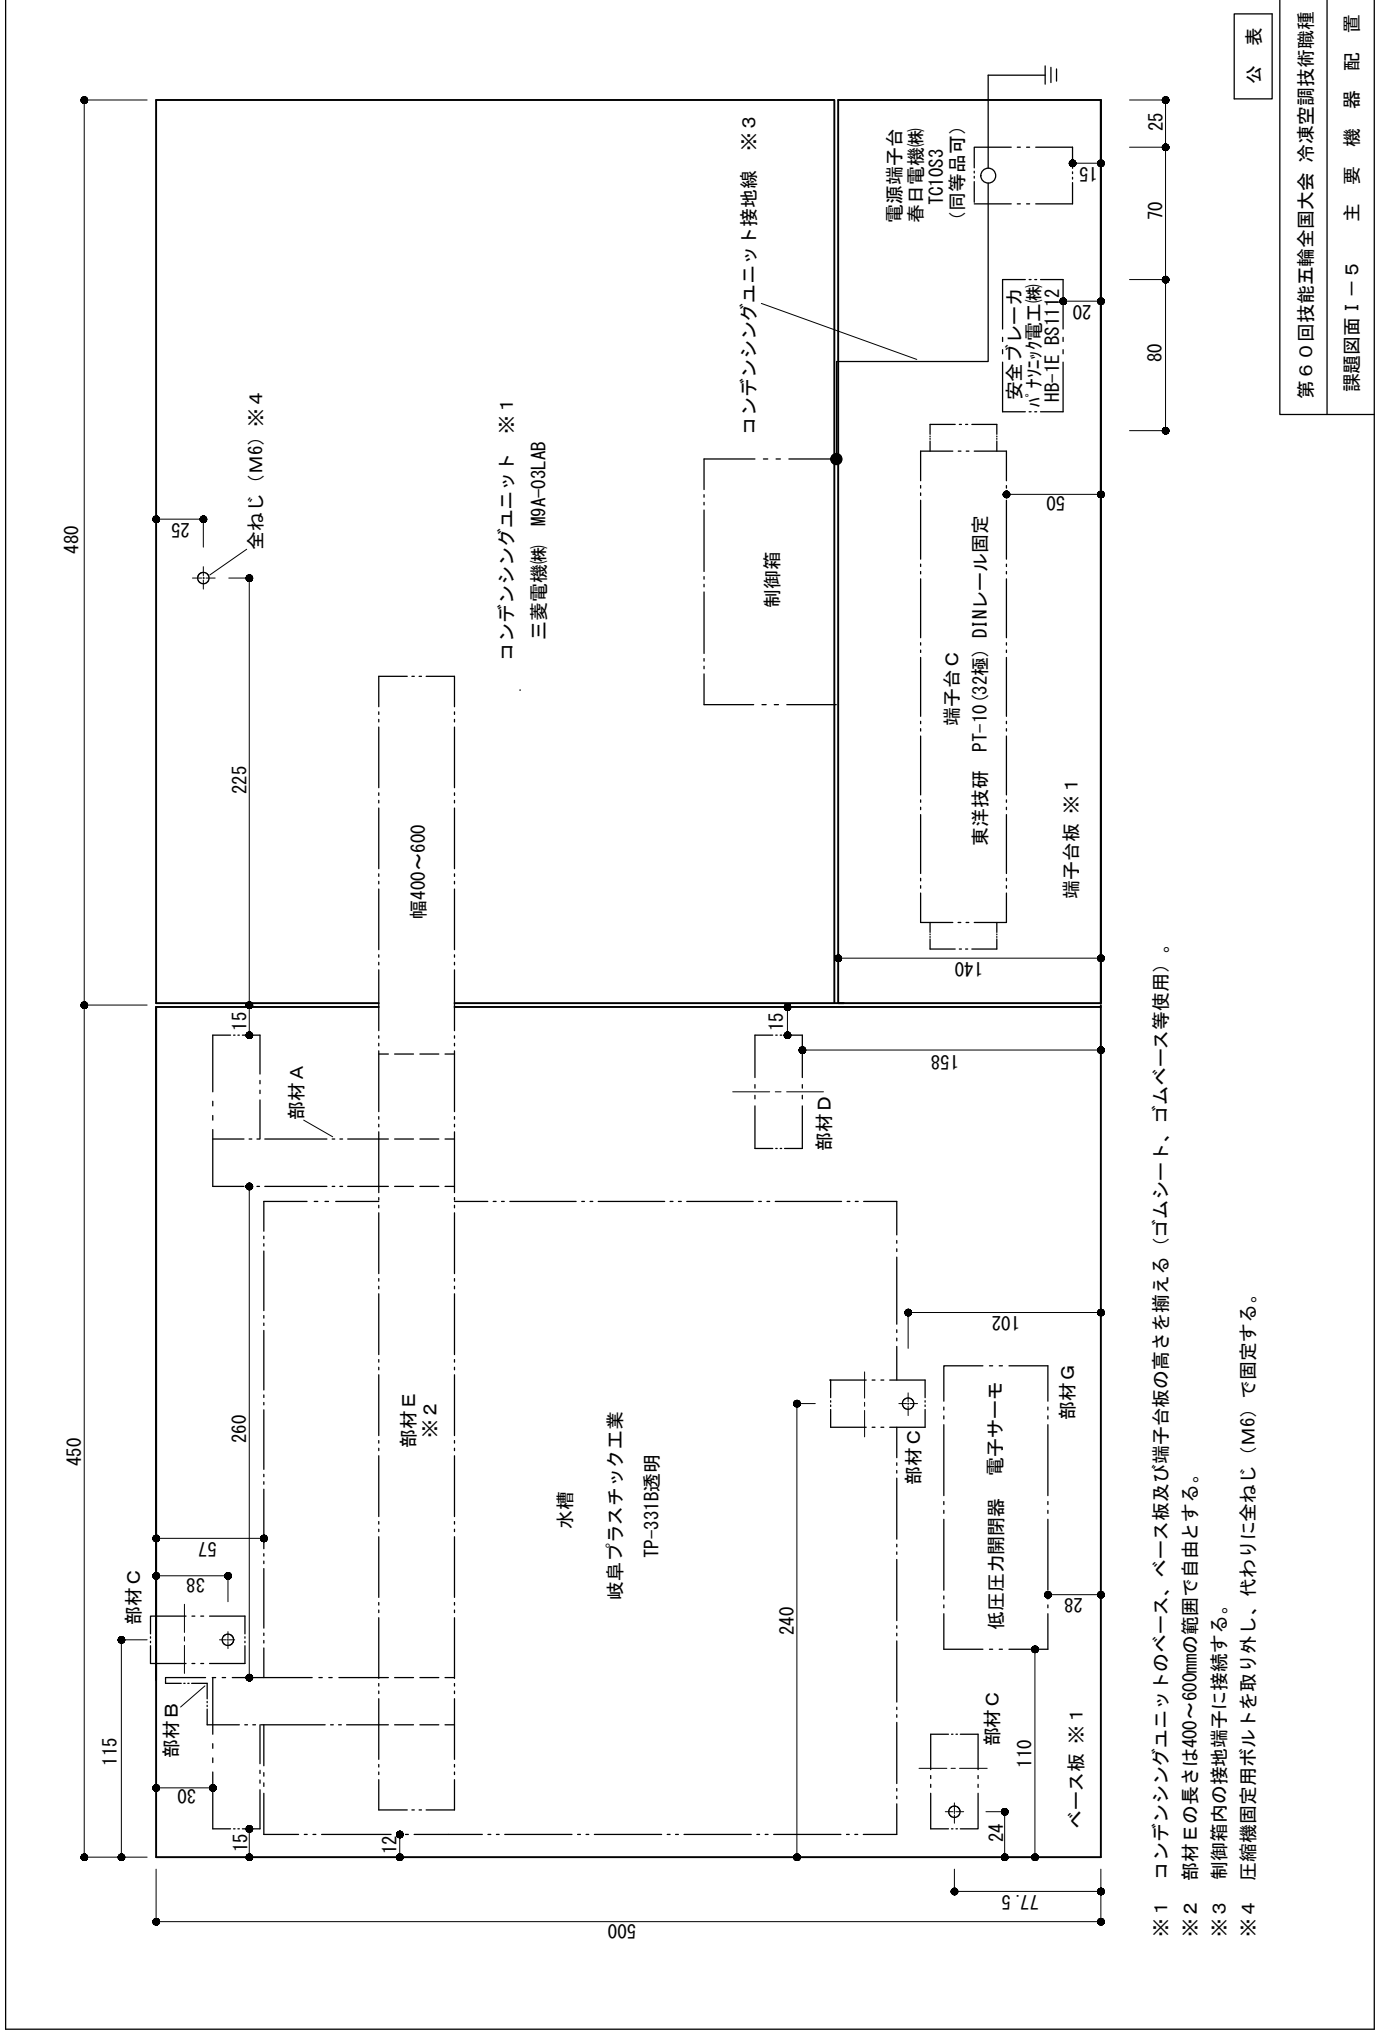 450
480
115
部材C
38
57
30
部材B
15
260
12
部材E
※2
部材A
15
225
25
全ねじ（M6）※4
幅400～600
コンデンシングユニット ※1
三菱電機㈱ M9A-03LAB
水槽
岐阜プラスチック工業
TP-331B透明
500
77.5
240
部材C
102
15
部材D
158
制御箱
コンデンシングユニット接地線 ※3
電源端子台
春日電機㈱
TC10S3
（同等品可）
15
安全ブレーカ
パナソニック電工㈱
HB-1E BS1112
20
端子台C
東洋技研 PT-10(32極) DINレール固定
50
140
端子台板 ※1
低圧圧力開閉器 電子サーモ
部材G
28
部材C
24
110
ベース板 ※1
80
70
25
※1 コンデンシングユニットのベース、ベース板及び端子台板の高さを揃える（ゴムシート、ゴムベース等使用）。
※2 部材Eの長さは400～600mmの範囲で自由とする。
※3 制御箱内の接地端子に接続する。
※4 圧縮機固定用ボルトを取り外し、代わりに全ねじ（M6）で固定する。
公 表
第60回技能五輪全国大会 冷凍空調技術職種
課題図面Ⅰ－5 主 要 機 器 配 置